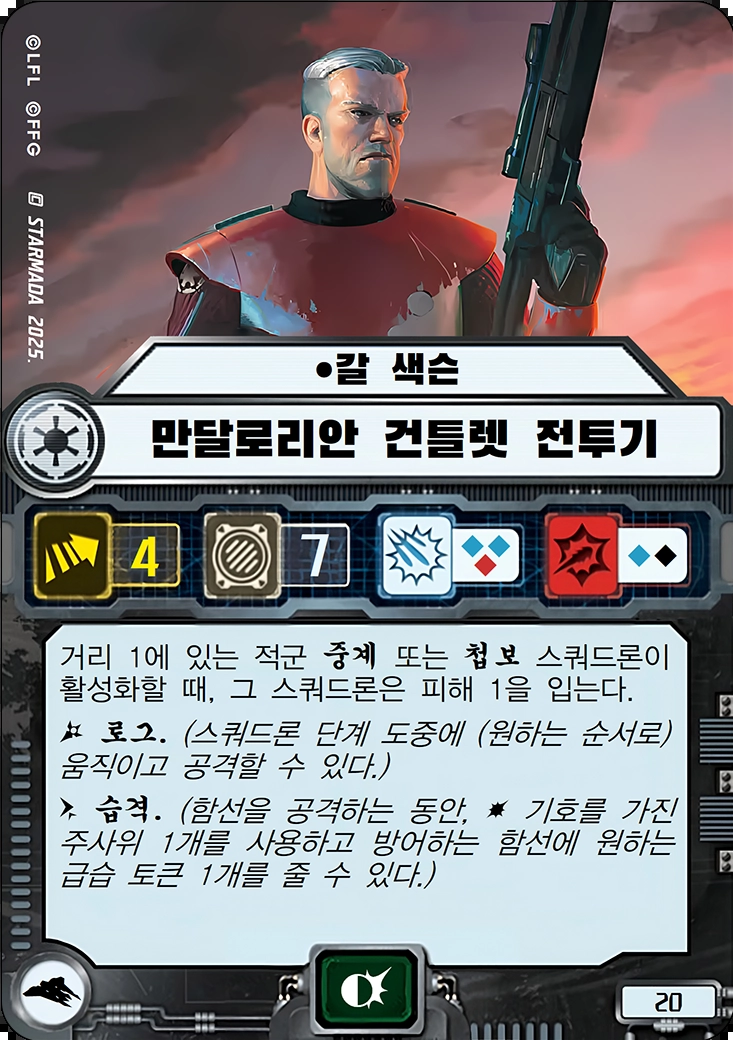 ©LFL ©FFG
STARMADA 2025.
•갈 색슨
만달로리안 건틀렛 전투기
4
7
거리 1에 있는 적군 중계 또는 첩보 스쿼드론이
활성화할 때, 그 스쿼드론은 피해 1을 입는다.
로그. (스쿼드론 단계 도중에 (원하는 순서로)
움직이고 공격할 수 있다.)
습격. (함선을 공격하는 동안, 기호를 가진
주사위 1개를 사용하고 방어하는 함선에 원하는
급습 토큰 1개를 줄 수 있다.)
20